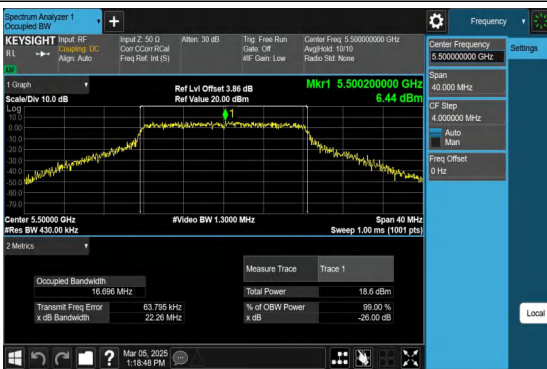 Spectrum Analyzer 1
Occupied BW
Frequency
KEYSIGHT
RL
Input: RF
Coupling: DC
Align: Auto
Input Z: 50 Ω
Corr CCorr RCal
Freq Ref: Int (S)
Atten: 30 dB
Trig: Free Run
Gate: Off
#IF Gain: Low
Center Freq: 5.500000000 GHz
Avg|Hold: 10/10
Radio Std: None
Center Frequency
5.500000000 GHz
Settings
Span
40.000 MHz
CF Step
4.000000 MHz
Auto
Man
Freq Offset
0 Hz
1 Graph
Ref Lvl Offset 3.86 dB
Mkr1 5.500200000 GHz
Scale/Div 10.0 dB
Ref Value 20.00 dBm
6.44 dBm
Log
10.0
0.00
-10.0
-20.0
-30.0
-40.0
-50.0
-60.0
-70.0
1
Center 5.50000 GHz
#Video BW 1.3000 MHz
Span 40 MHz
#Res BW 430.00 kHz
Sweep 1.00 ms (1001 pts)
2 Metrics
Measure Trace
Trace 1
Occupied Bandwidth
16.696 MHz
Total Power
18.6 dBm
Transmit Freq Error
63.795 kHz
% of OBW Power
99.00 %
x dB Bandwidth
22.26 MHz
x dB
-26.00 dB
Local
?
Mar 05, 2025
1:18:48 PM